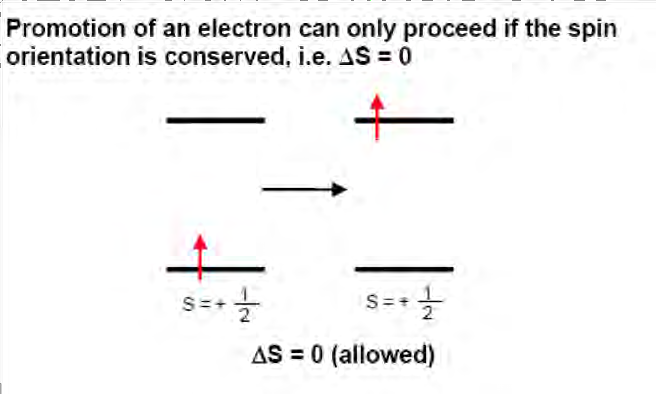 Promotion of an electron can only proceed if the spin
orientation is conserved, i.e. ΔS = 0
S = + 1/2
S = + 1/2
ΔS = 0 (allowed)